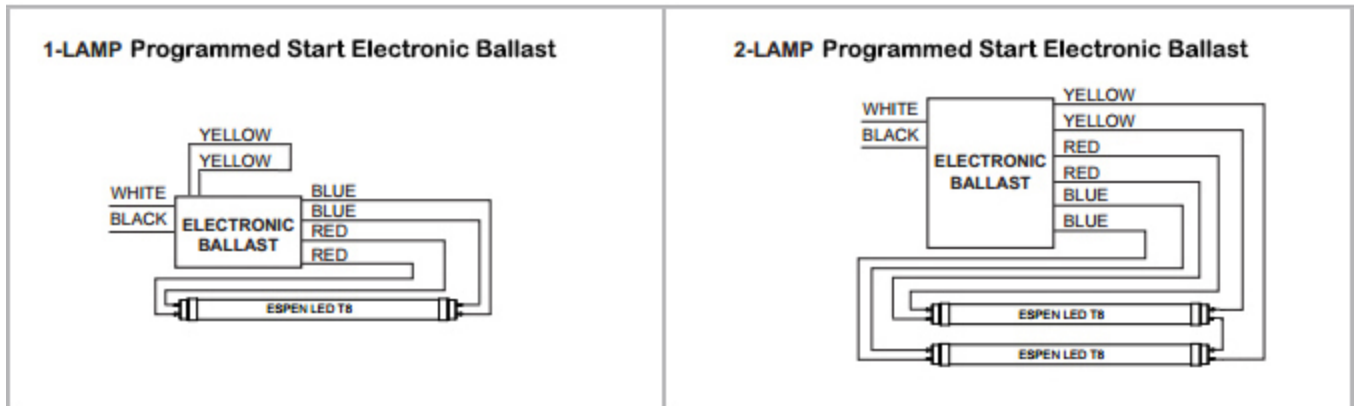 1-LAMP Programmed Start Electronic Ballast
YELLOW
YELLOW
WHITE
BLACK
ELECTRONIC
BALLAST
BLUE
BLUE
RED
RED
ESPEN LED T8
2-LAMP Programmed Start Electronic Ballast
WHITE
BLACK
ELECTRONIC
BALLAST
YELLOW
YELLOW
RED
RED
BLUE
BLUE
ESPEN LED T8
ESPEN LED T8